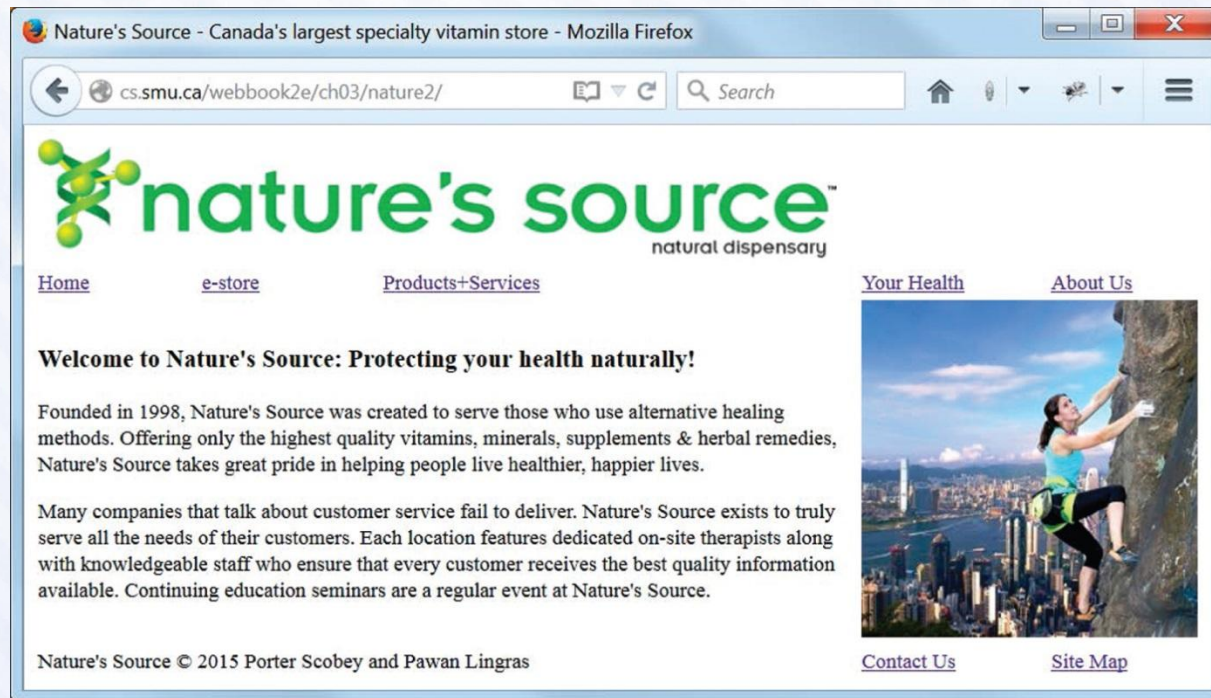 Nature's Source - Canada's largest specialty vitamin store - Mozilla Firefox
cs.smu.ca/webbook2e/ch03/nature2/
Search
nature's source™
natural dispensary
Home e-store Products+Services Your Health About Us
Welcome to Nature's Source: Protecting your health naturally!
Founded in 1998, Nature's Source was created to serve those who use alternative healing
methods. Offering only the highest quality vitamins, minerals, supplements & herbal remedies,
Nature's Source takes great pride in helping people live healthier, happier lives.
Many companies that talk about customer service fail to deliver. Nature's Source exists to truly
serve all the needs of their customers. Each location features dedicated on-site therapists along
with knowledgeable staff who ensure that every customer receives the best quality information
available. Continuing education seminars are a regular event at Nature's Source.
Nature's Source © 2015 Porter Scobey and Pawan Lingras
Contact Us Site Map